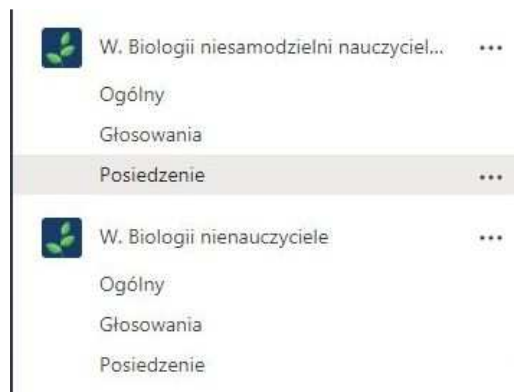 W. Biologii niesamodzielni nauczyciel...
Ogólny
Głosowania
Posiedzenie
W. Biologii nienauczyciele
Ogólny
Głosowania
Posiedzenie